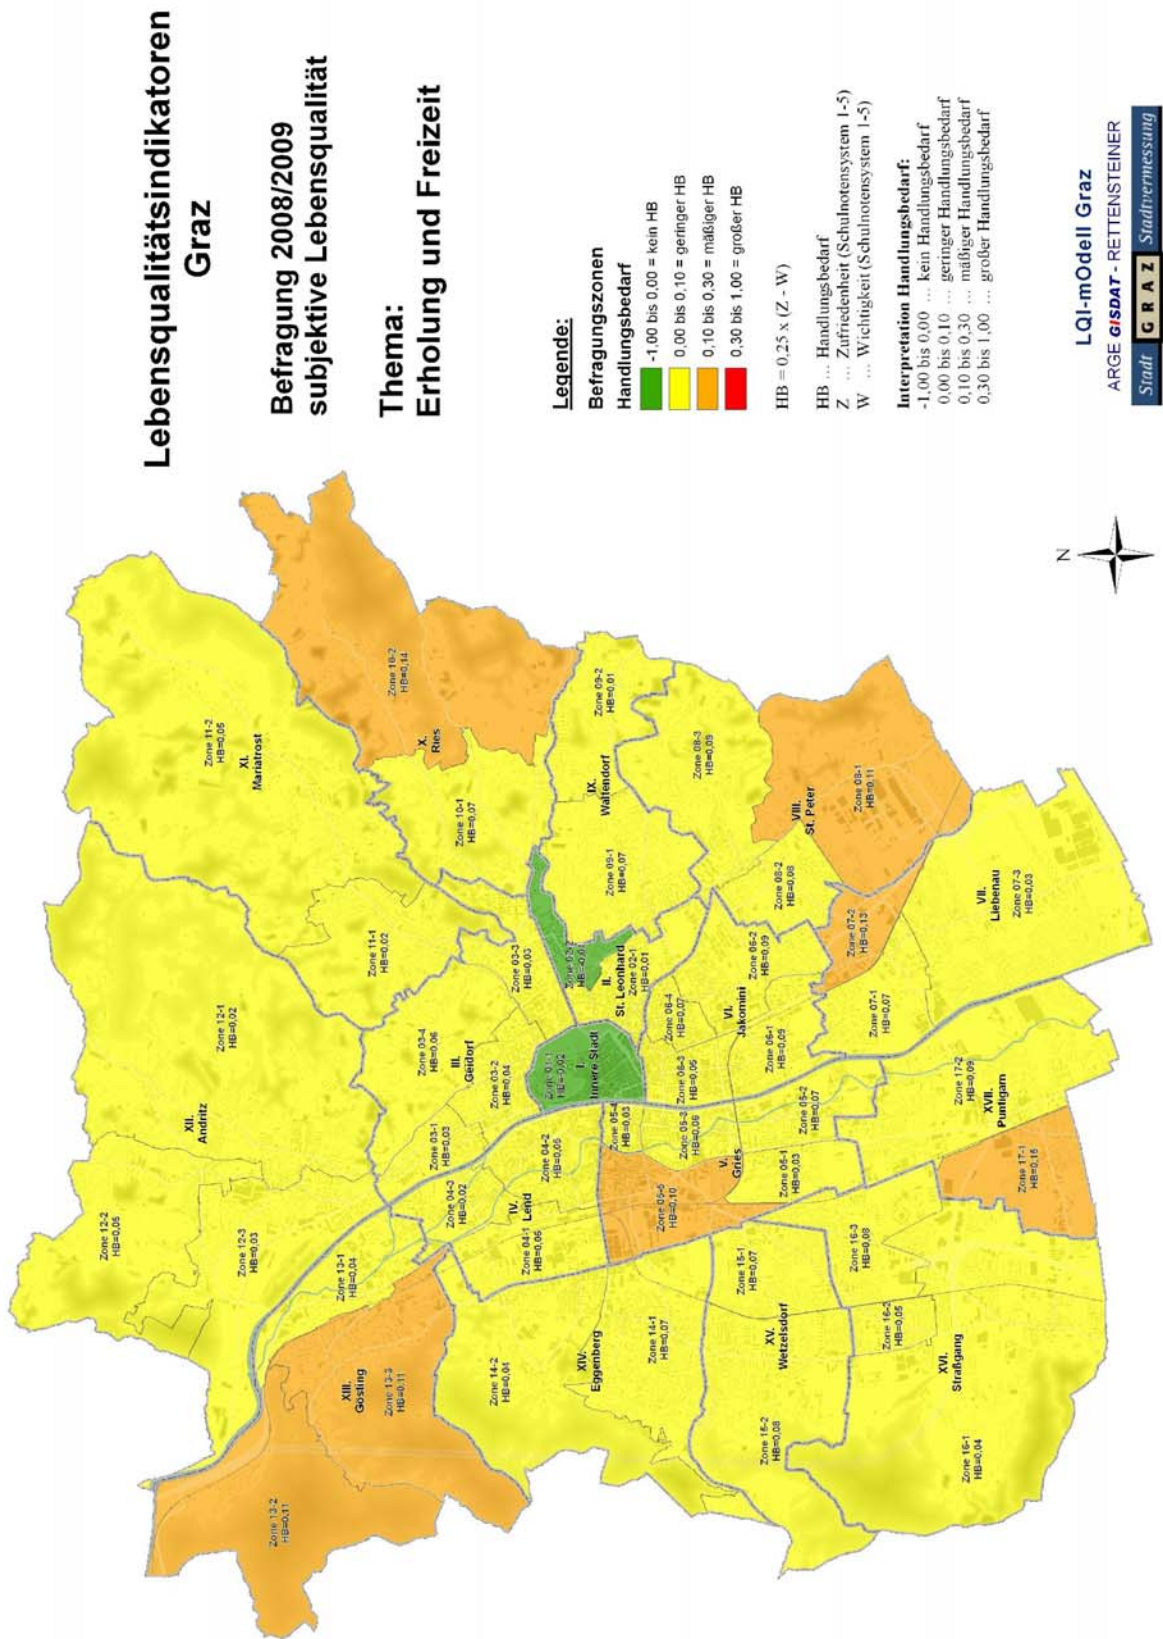 Lebensqualitätsindikatoren
Graz
Befragung 2008/2009
subjektive Lebensqualität
Thema:
Erholung und Freizeit
Legende:
Befragungszonen
Handlungsbedarf
-1,00 bis 0,00 = kein HB
0,00 bis 0,10 = geringer HB
0,10 bis 0,30 = mäßiger HB
0,30 bis 1,00 = großer HB
HB = 0,25 x (Z - W)
HB ... Handlungsbedarf
Z ... Zufriedenheit (Schulnotensystem 1-5)
W ... Wichtigkeit (Schulnotensystem 1-5)
Interpretation Handlungsbedarf:
-1,00 bis 0,00 ... kein Handlungsbedarf
0,00 bis 0,10 ... geringer Handlungsbedarf
0,10 bis 0,30 ... mäßiger Handlungsbedarf
0,30 bis 1,00 ... großer Handlungsbedarf
LQI-mOdell Graz
ARGE GISDAT - RETTENSTEINER
Stadt GRAZ Stadtvermessung
N
Zone 12-2
HB=0,05
XII.
Andritz
Zone 12-1
HB=0,02
Zone 12-3
HB=0,03
Zone 11-2
HB=0,05
XI.
Mariatrost
Zone 11-1
HB=0,02
Zone 10-2
HB=0,14
X.
Ries
Zone 10-1
HB=0,07
Zone 13-1
HB=0,04
XIII.
Gösting
Zone 13-3
HB=0,11
Zone 13-2
HB=0,11
Zone 03-4
HB=0,06
III.
Geidorf
Zone 03-1
HB=0,03
Zone 03-2
HB=0,04
Zone 03-3
HB=0,03
Zone 04-3
HB=0,02
Zone 04-2
HB=0,05
IV.
Lend
Zone 04-1
HB=0,06
Zone 14-2
HB=0,04
XIV.
Eggenberg
Zone 14-1
HB=0,07
Zone 01-1
HB=-0,02
I.
Innere Stadt
Zone 02-2
HB=-0,01
II.
St. Leonhard
Zone 02-1
HB=0,01
Zone 09-2
HB=0,01
IX.
Waltendorf
Zone 09-1
HB=0,07
Zone 08-3
HB=0,09
VIII.
St. Peter
Zone 08-1
HB=0,11
Zone 08-2
HB=0,08
Zone 05-4
HB=0,03
Zone 05-3
HB=0,06
Zone 05-5
HB=0,10
V.
Gries
Zone 05-1
HB=0,03
Zone 05-2
HB=0,07
Zone 06-4
HB=0,07
Zone 06-3
HB=0,05
VI.
Jakomini
Zone 06-2
HB=0,09
Zone 06-1
HB=0,09
Zone 07-2
HB=0,13
Zone 07-1
HB=0,07
VII.
Liebenau
Zone 07-3
HB=0,03
Zone 15-1
HB=0,07
XV.
Wetzelsdorf
Zone 15-2
HB=0,08
Zone 16-3
HB=0,08
Zone 16-2
HB=0,05
XVI.
Straßgang
Zone 16-1
HB=0,04
Zone 17-2
HB=0,09
XVII.
Puntigam
Zone 17-1
HB=0,15